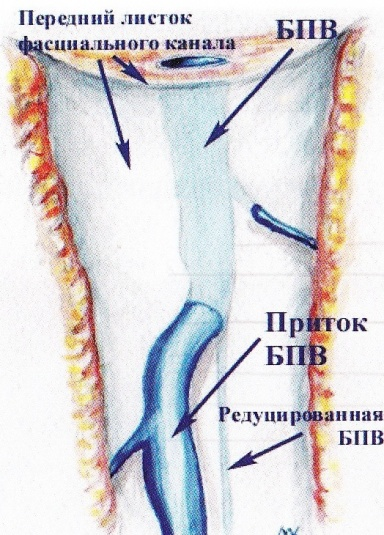 Передний листок
фасциального канала
БПВ
Приток
БПВ
Редуцированная
БПВ